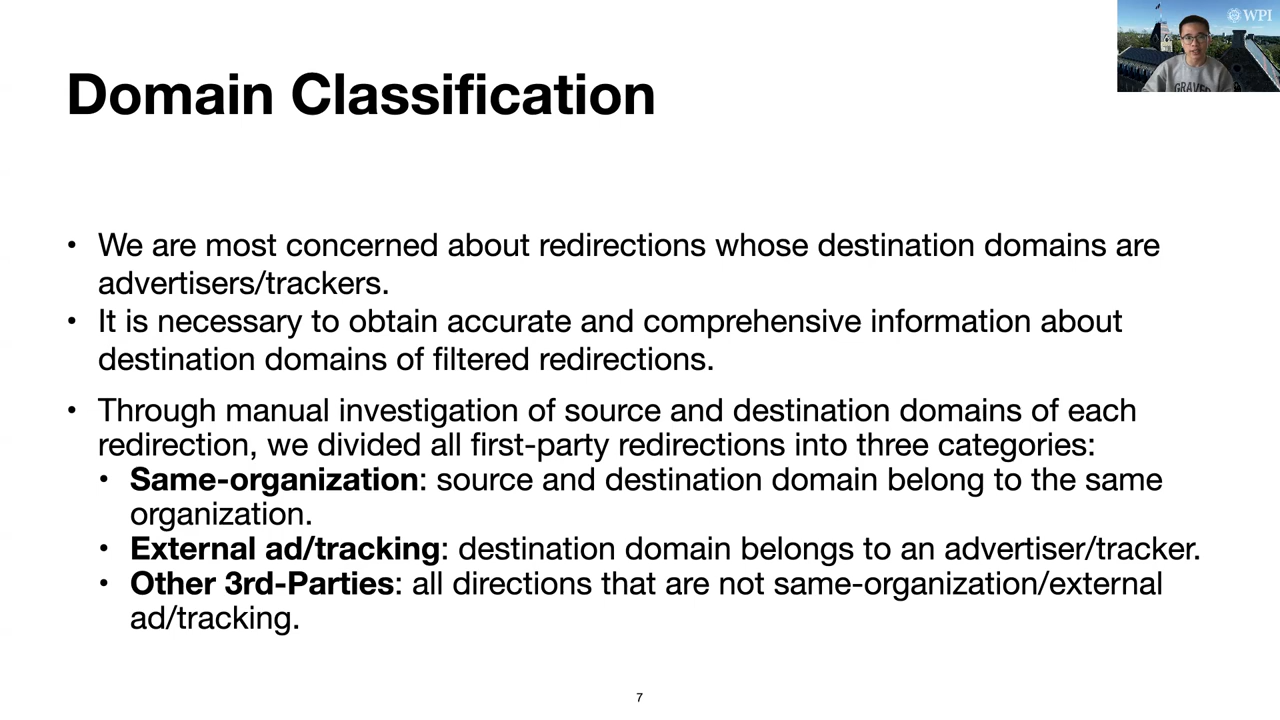 WPI
Domain Classification
• We are most concerned about redirections whose destination domains are
advertisers/trackers.
• It is necessary to obtain accurate and comprehensive information about
destination domains of filtered redirections.
• Through manual investigation of source and destination domains of each
redirection, we divided all first-party redirections into three categories:
• Same-organization: source and destination domain belong to the same
organization.
• External ad/tracking: destination domain belongs to an advertiser/tracker.
• Other 3rd-Parties: all directions that are not same-organization/external
ad/tracking.
7